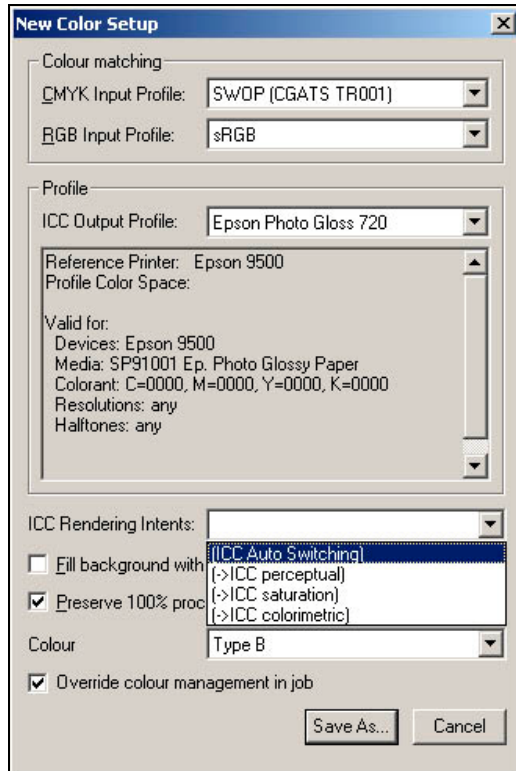 New Color Setup
Colour matching
CMYK Input Profile: SWOP (CGATS TR001)
RGB Input Profile: sRGB
Profile
ICC Output Profile: Epson Photo Gloss 720
Reference Printer: Epson 9500
Profile Color Space:
Valid for:
Devices: Epson 9500
Media: SP91001 Ep. Photo Glossy Paper
Colorant: C=0000, M=0000, Y=0000, K=0000
Resolutions: any
Halftones: any
ICC Rendering Intents:
(ICC Auto Switching)
Fill background with
(->ICC perceptual)
(->ICC saturation)
Preserve 100% proc
(->ICC colorimetric)
Colour Type B
Override colour management in job
Save As... Cancel